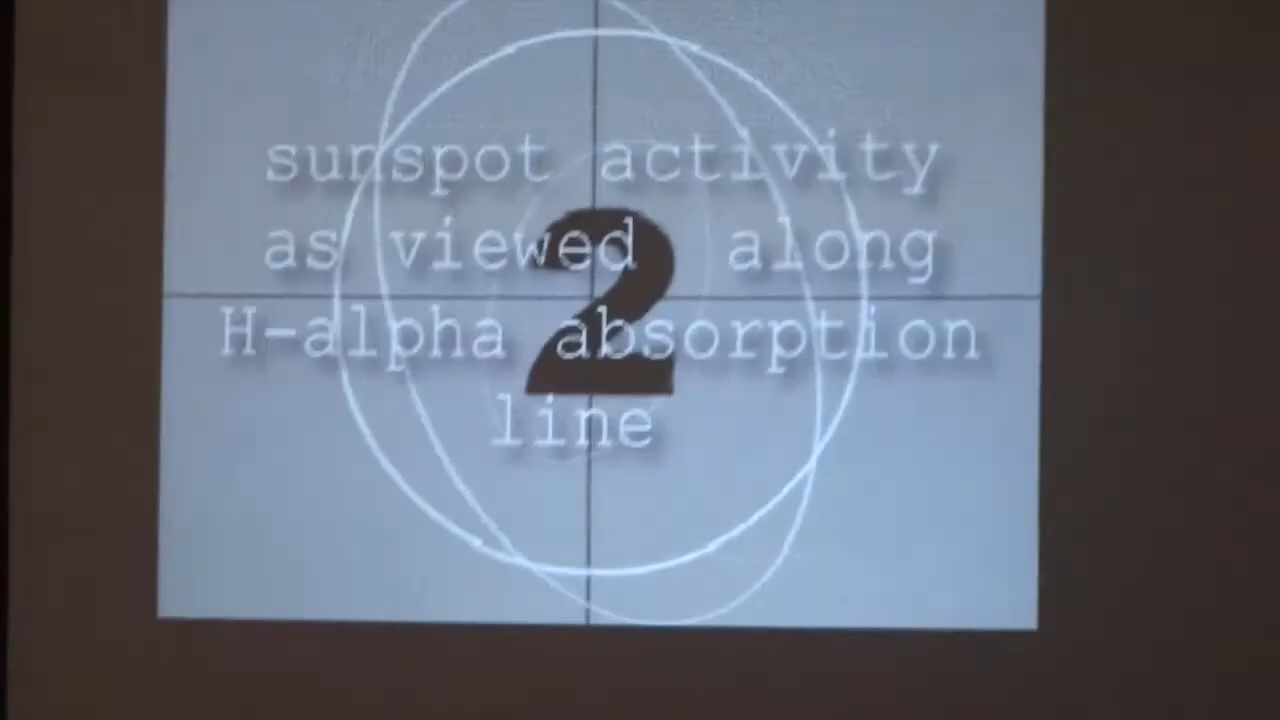 sunspot activity
as viewed along
H-alpha absorption
line
2